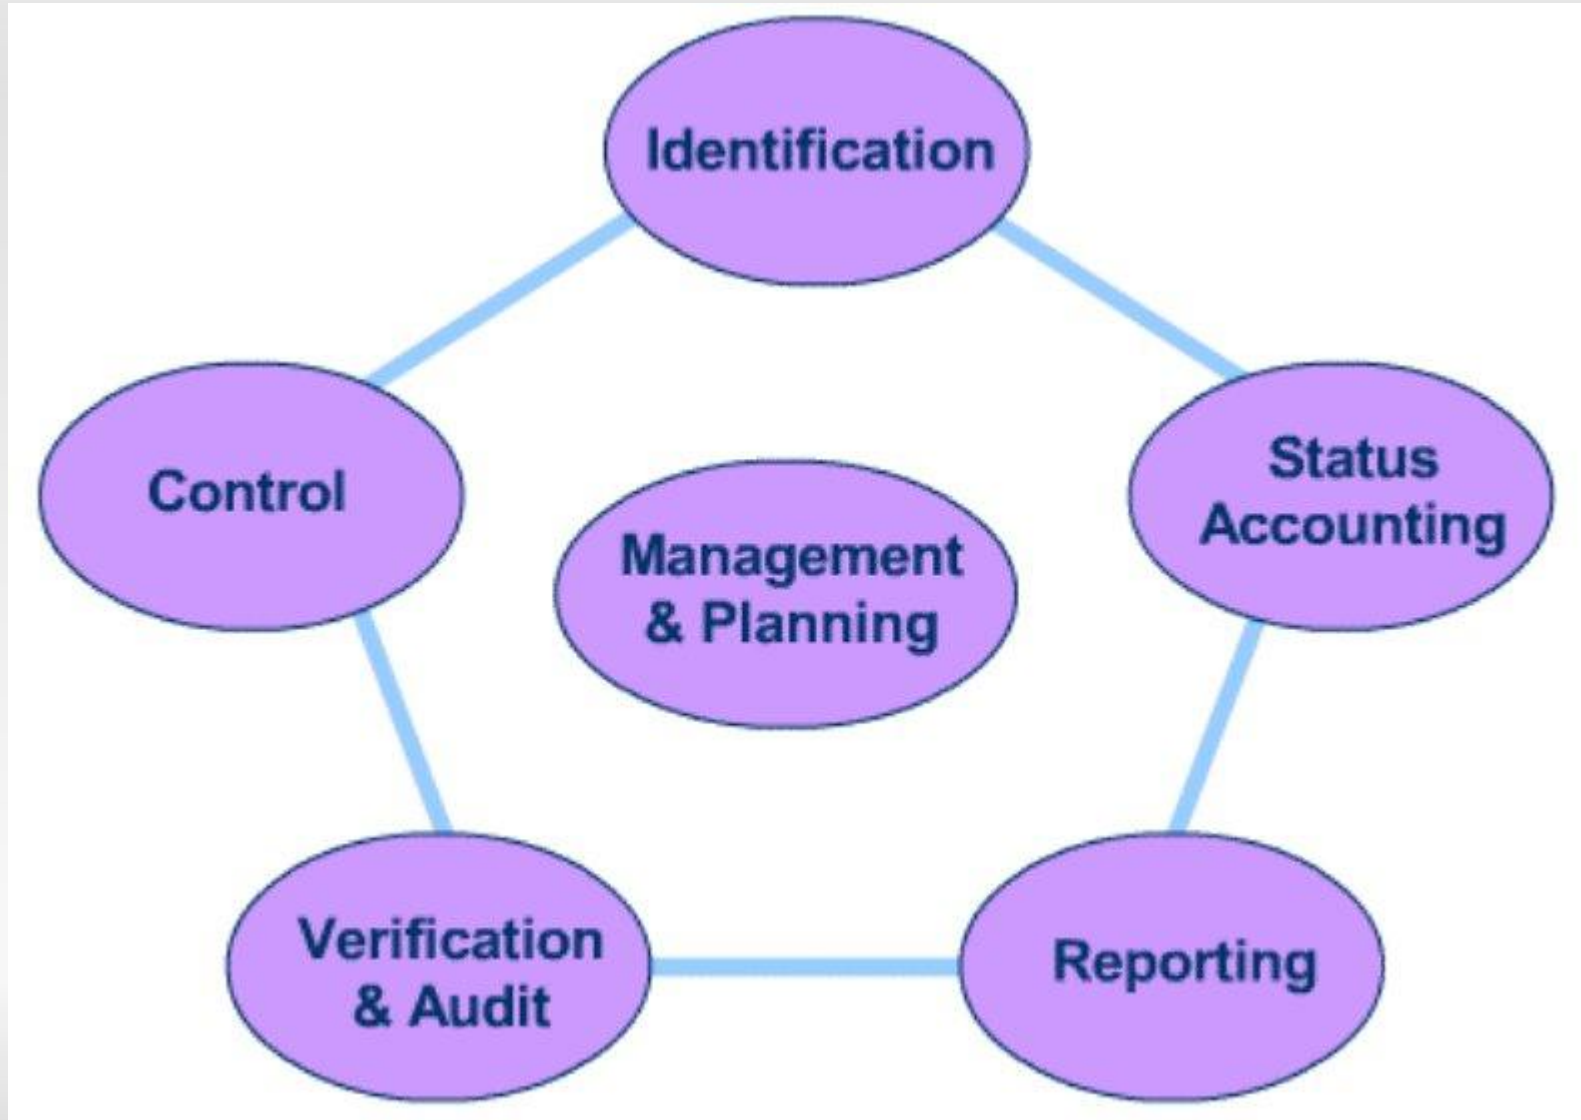 Identification
Control
Status
Accounting
Management
& Planning
Verification
& Audit
Reporting